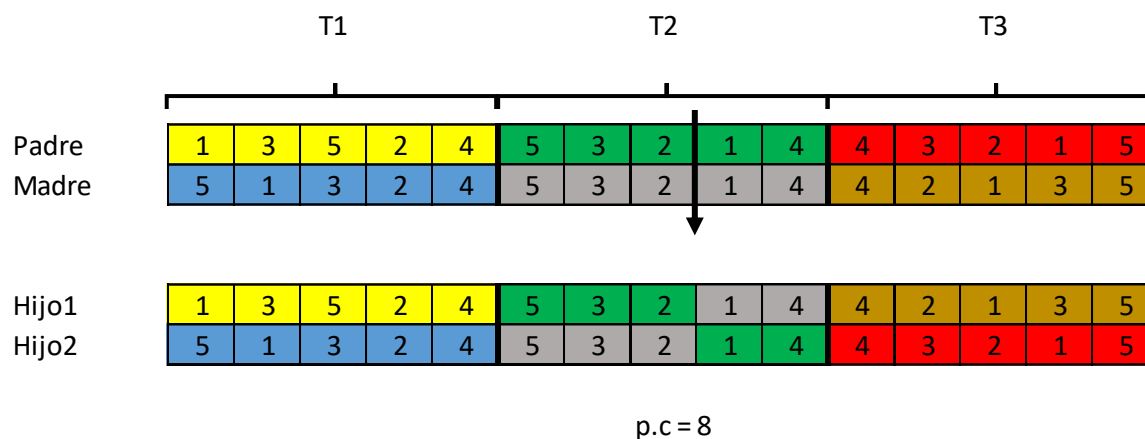 T1 T2 T3
Padre 1 3 5 2 4 5 3 2 1 4 4 3 2 1 5
Madre 5 1 3 2 4 5 3 2 1 4 4 2 1 3 5
Hijo1 1 3 5 2 4 5 3 2 1 4 4 2 1 3 5
Hijo2 5 1 3 2 4 5 3 2 1 4 4 3 2 1 5
p.c = 8